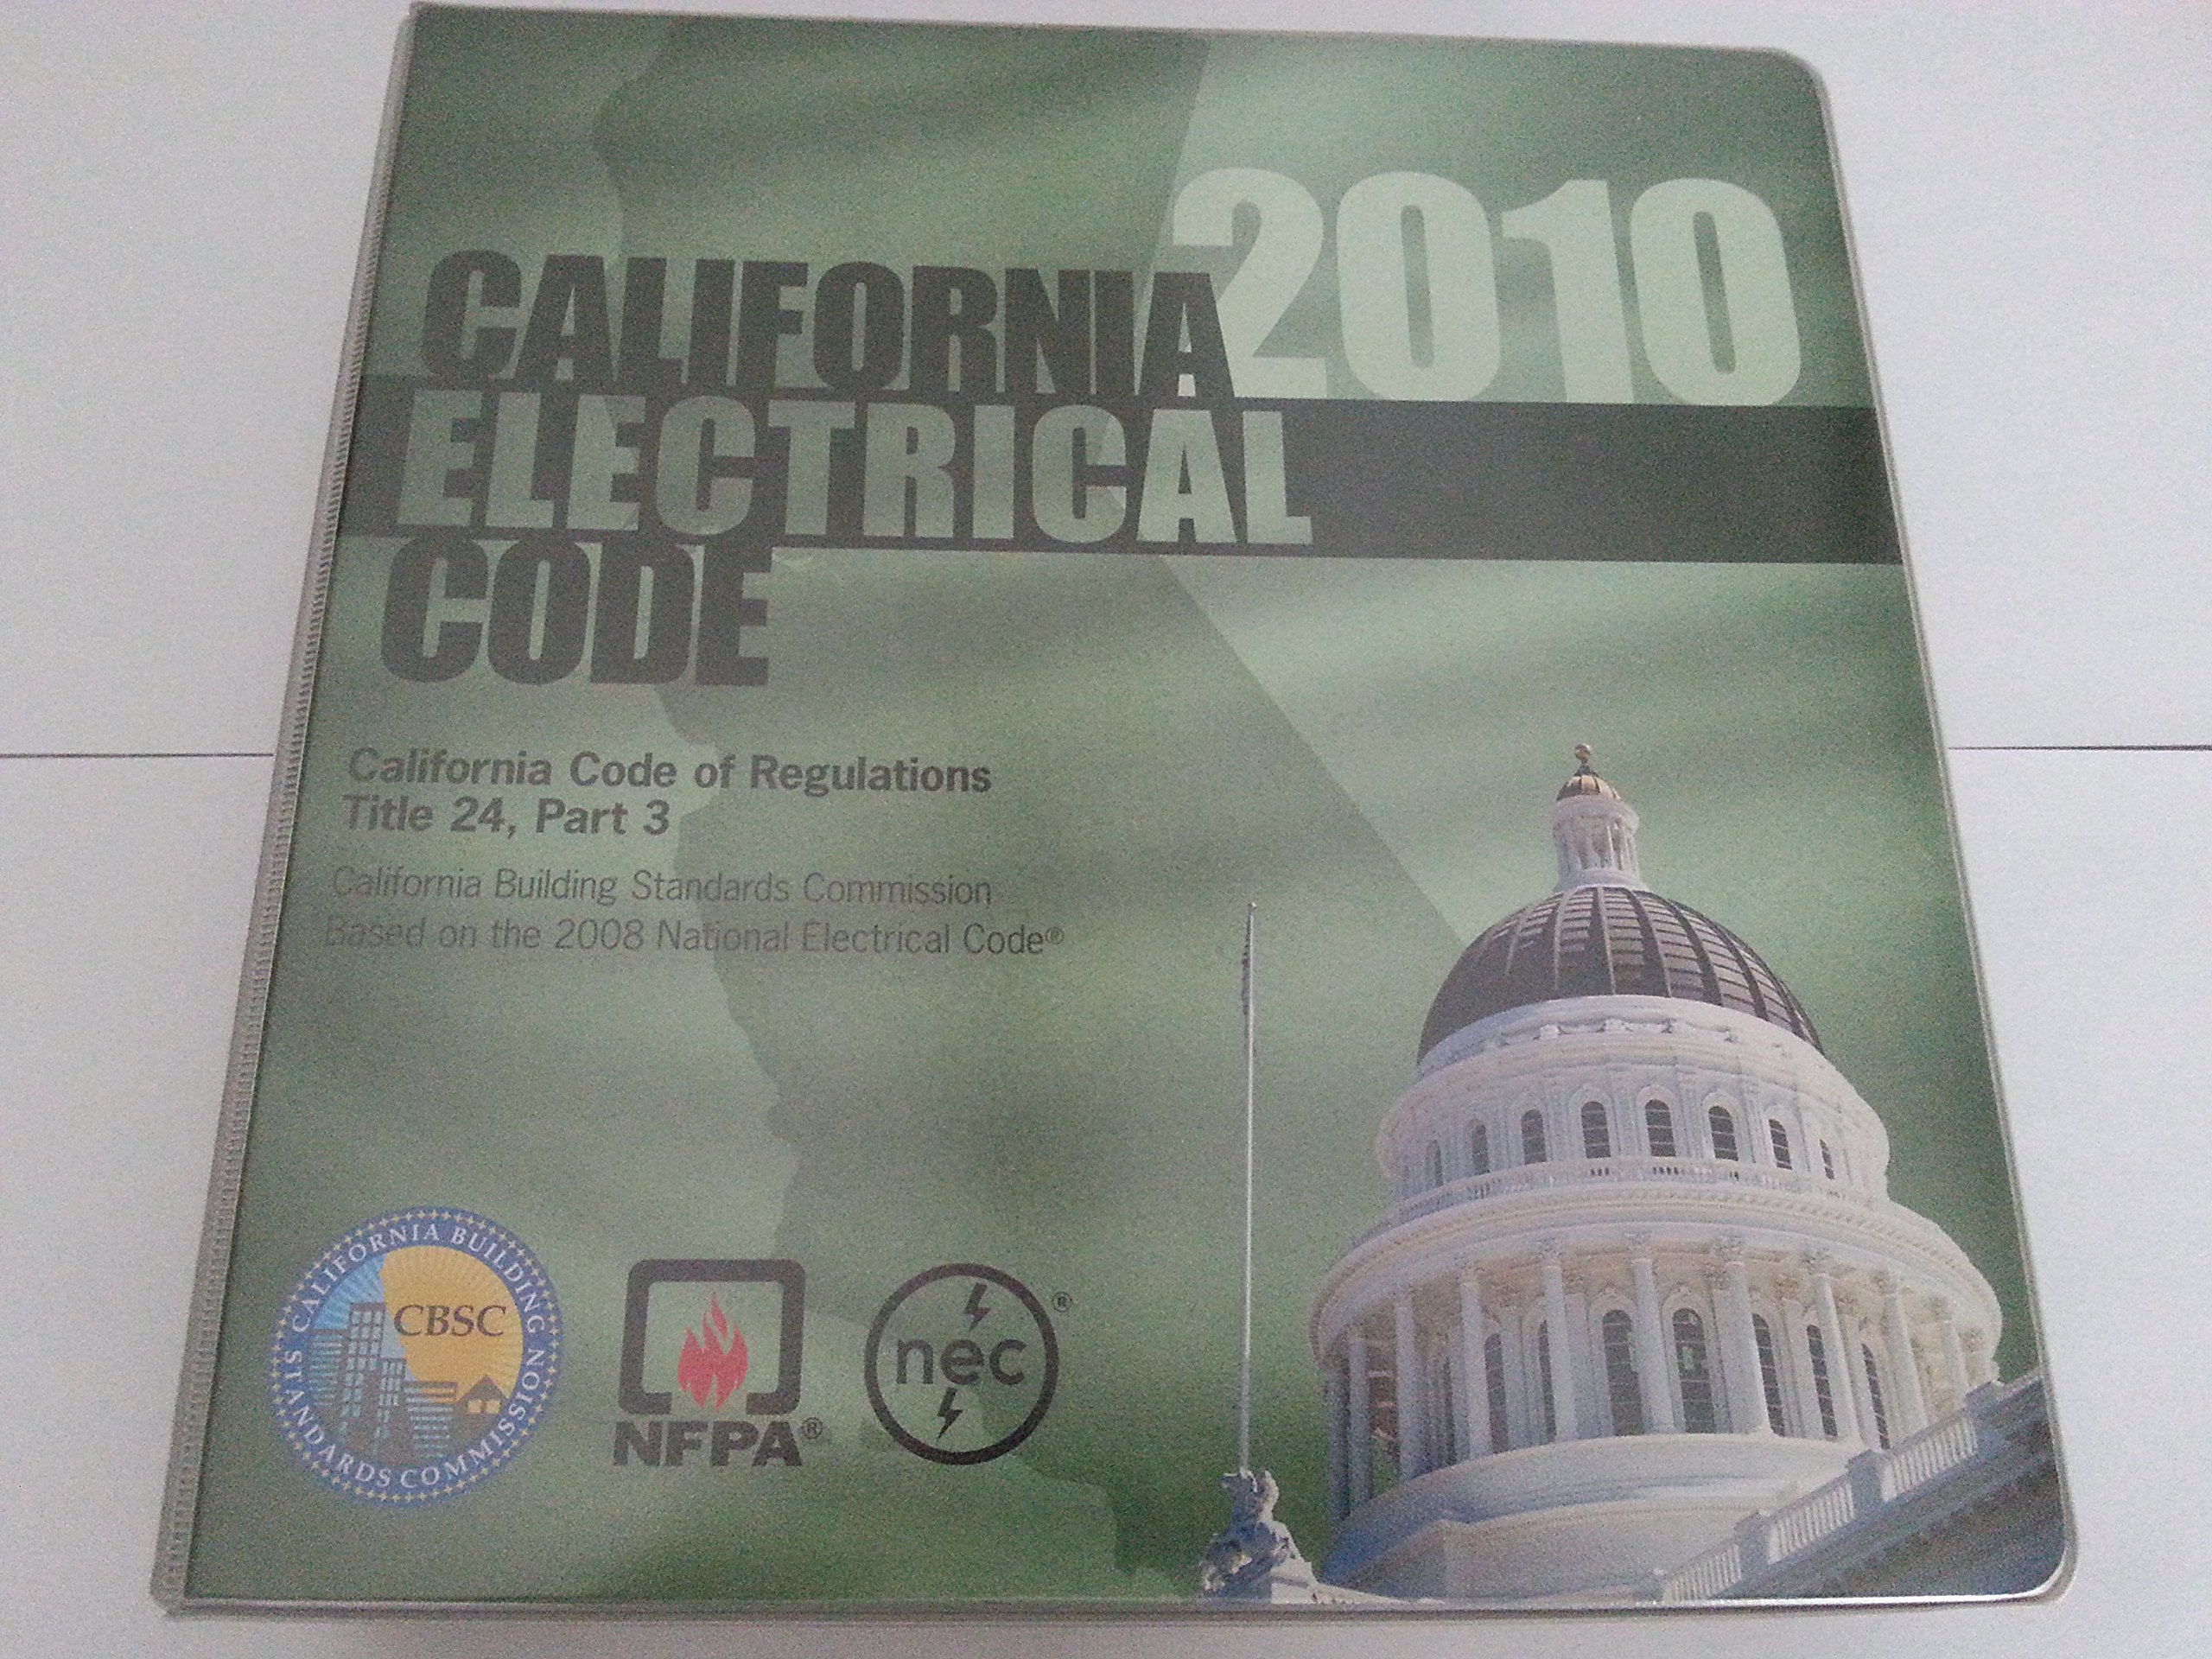 2010
CALIFORNIA
ELECTRICAL
CODE
California Code of Regulations
Title 24, Part 3
California Building Standards Commission
Based on the 2008 National Electrical Code®
CALIFORNIA BUILDING STANDARDS COMMISSION
CBSC
NFPA®
nec®